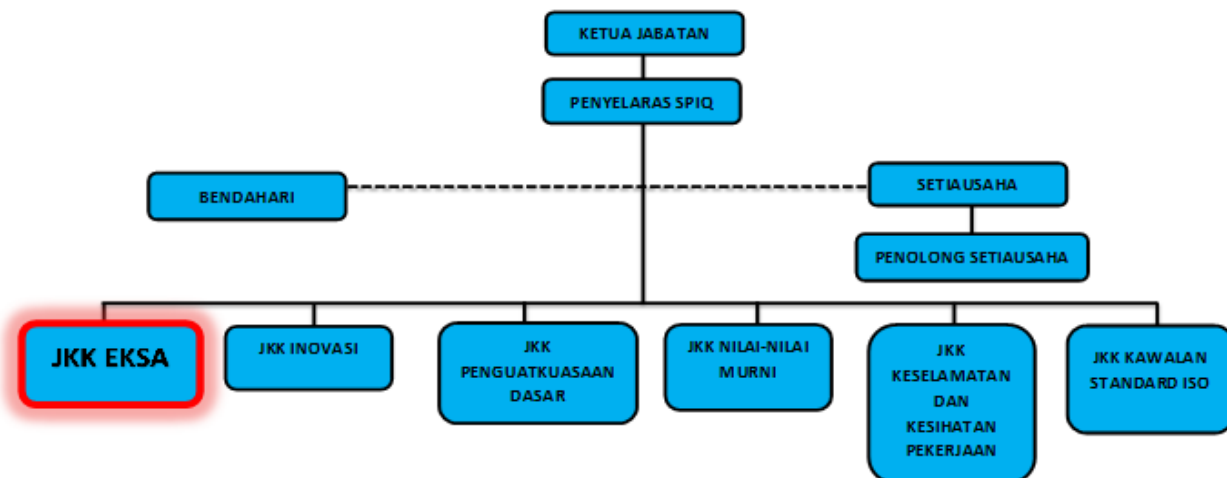 KETUA JABATAN
PENYELARAS SPIQ
BENDAHARI
SETIAUSAHA
PENOLONG SETIAUSAHA
JKK EKSA
JKK INOVASI
JKK
PENGUATKUASAAN
DASAR
JKK NILAI-NILAI
MURNI
JKK
KESELAMATAN
DAN
KESIHATAN
PEKERJAAN
JKK KAWALAN
STANDARD ISO